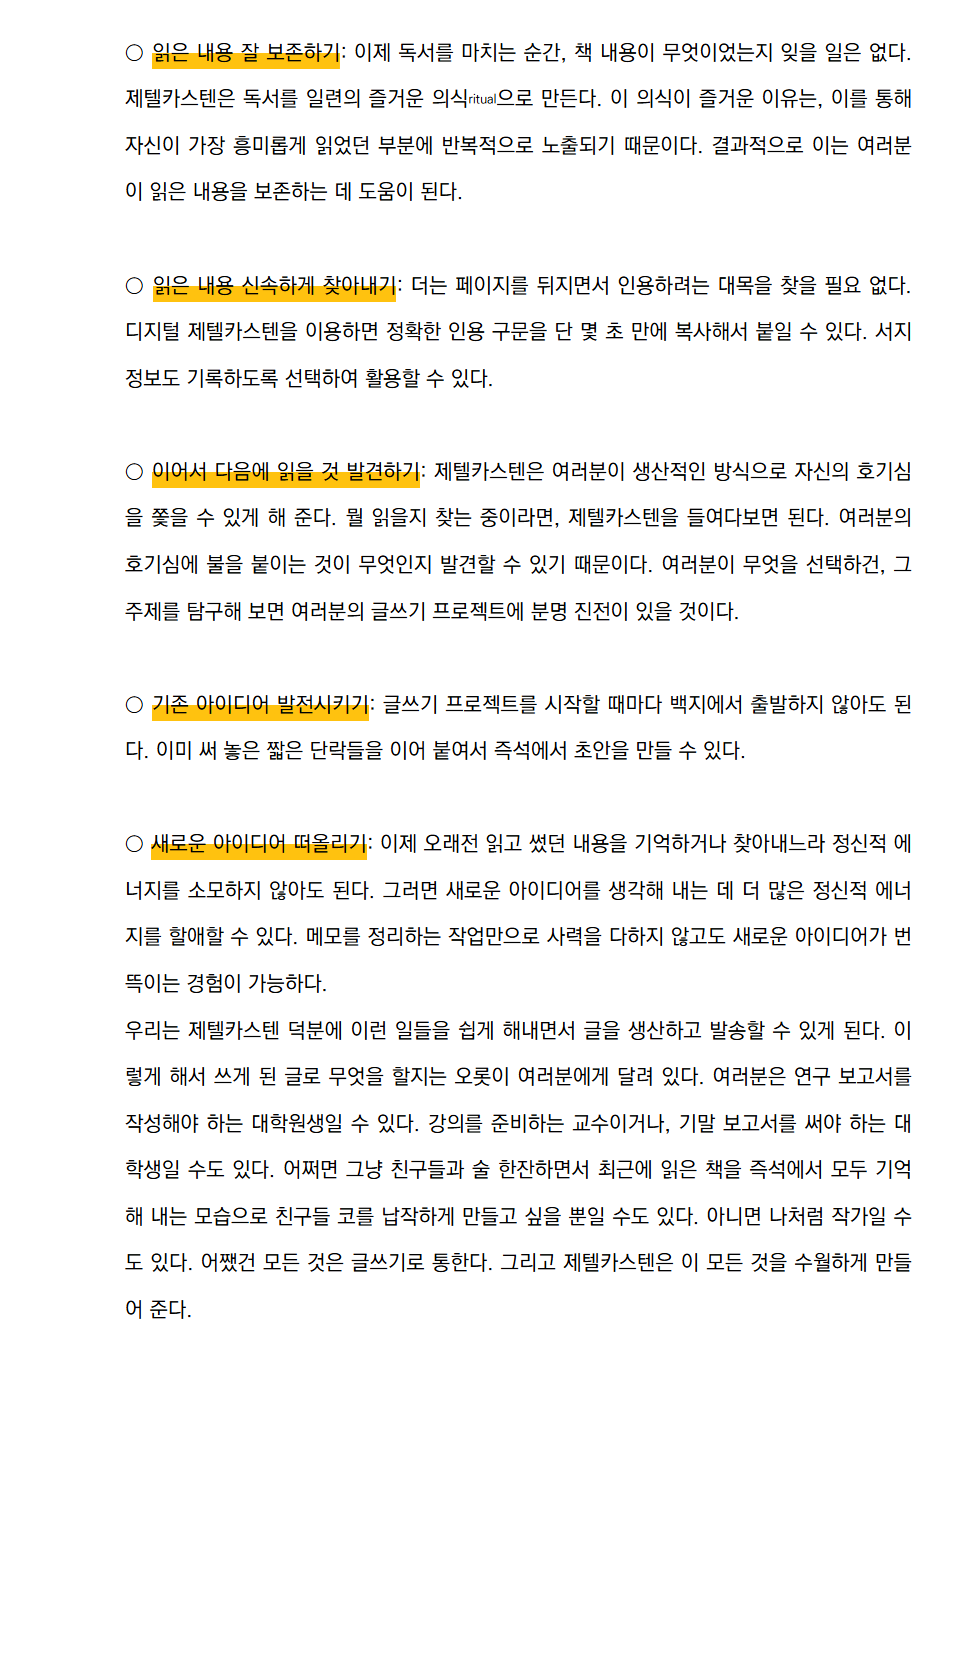 ○ 읽은 내용 잘 보존하기: 이제 독서를 마치는 순간, 책 내용이 무엇이었는지 잊을 일은 없다.
제텔카스텐은 독서를 일련의 즐거운 의식ritual으로 만든다. 이 의식이 즐거운 이유는, 이를 통해
자신이 가장 흥미롭게 읽었던 부분에 반복적으로 노출되기 때문이다. 결과적으로 이는 여러분
이 읽은 내용을 보존하는 데 도움이 된다.
○ 읽은 내용 신속하게 찾아내기: 더는 페이지를 뒤지면서 인용하려는 대목을 찾을 필요 없다.
디지털 제텔카스텐을 이용하면 정확한 인용 구문을 단 몇 초 만에 복사해서 붙일 수 있다. 서지
정보도 기록하도록 선택하여 활용할 수 있다.
○ 이어서 다음에 읽을 것 발견하기: 제텔카스텐은 여러분이 생산적인 방식으로 자신의 호기심
을 쫓을 수 있게 해 준다. 뭘 읽을지 찾는 중이라면, 제텔카스텐을 들여다보면 된다. 여러분의
호기심에 불을 붙이는 것이 무엇인지 발견할 수 있기 때문이다. 여러분이 무엇을 선택하건, 그
주제를 탐구해 보면 여러분의 글쓰기 프로젝트에 분명 진전이 있을 것이다.
○ 기존 아이디어 발전시키기: 글쓰기 프로젝트를 시작할 때마다 백지에서 출발하지 않아도 된
다. 이미 써 놓은 짧은 단락들을 이어 붙여서 즉석에서 초안을 만들 수 있다.
○ 새로운 아이디어 떠올리기: 이제 오래전 읽고 썼던 내용을 기억하거나 찾아내느라 정신적 에
너지를 소모하지 않아도 된다. 그러면 새로운 아이디어를 생각해 내는 데 더 많은 정신적 에너
지를 할애할 수 있다. 메모를 정리하는 작업만으로 사력을 다하지 않고도 새로운 아이디어가 번
뜩이는 경험이 가능하다.
우리는 제텔카스텐 덕분에 이런 일들을 쉽게 해내면서 글을 생산하고 발송할 수 있게 된다. 이
렇게 해서 쓰게 된 글로 무엇을 할지는 오롯이 여러분에게 달려 있다. 여러분은 연구 보고서를
작성해야 하는 대학원생일 수 있다. 강의를 준비하는 교수이거나, 기말 보고서를 써야 하는 대
학생일 수도 있다. 어쩌면 그냥 친구들과 술 한잔하면서 최근에 읽은 책을 즉석에서 모두 기억
해 내는 모습으로 친구들 코를 납작하게 만들고 싶을 뿐일 수도 있다. 아니면 나처럼 작가일 수
도 있다. 어쨌건 모든 것은 글쓰기로 통한다. 그리고 제텔카스텐은 이 모든 것을 수월하게 만들
어 준다.